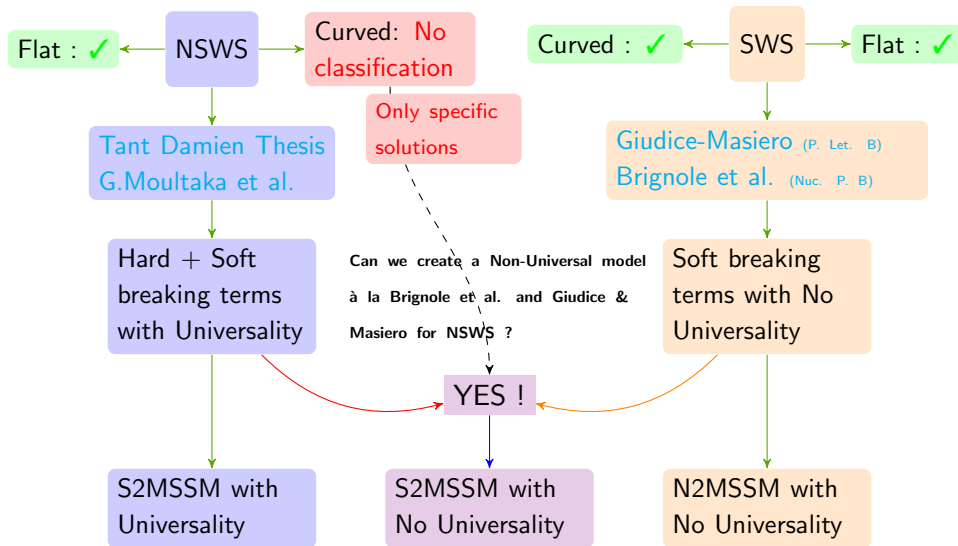 Flat : ✓
NSWS
Curved: No
classification
Only specific
solutions
Curved : ✓
SWS
Flat : ✓
Tant Damien Thesis
G.Moultaka et al.
Giudice-Masiero (P. Let. B)
Brignole et al. (Nuc. P. B)
Hard + Soft
breaking terms
with Universality
Can we create a Non-Universal model
à la Brignole et al. and Giudice &
Masiero for NSWS ?
Soft breaking
terms with No
Universality
YES !
S2MSSM with
Universality
S2MSSM with
No Universality
N2MSSM with
No Universality